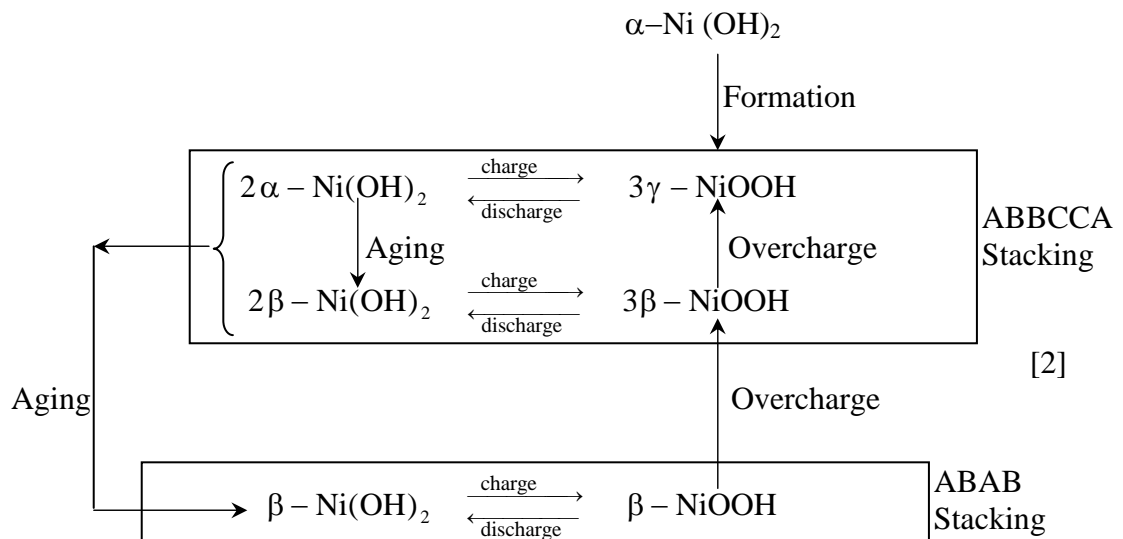 α–Ni (OH)₂
Formation
charge
2α – Ni(OH)₂ 3γ – NiOOH
discharge
ABBCCA
Stacking
Aging Overcharge
charge
2β – Ni(OH)₂ 3β – NiOOH
discharge
[2]
Aging Overcharge
charge
β – Ni(OH)₂ β – NiOOH
discharge
ABAB
Stacking